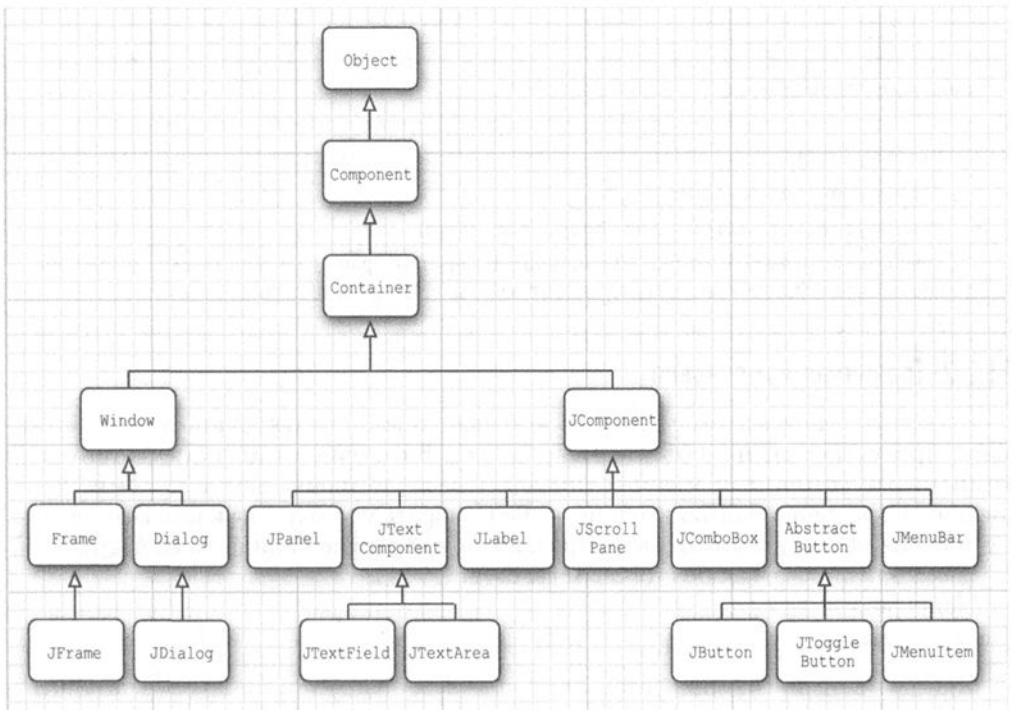 Object
Component
Container
Window
JComponent
Frame
Dialog
JPanel
JText
Component
JLabel
JScroll
Pane
JComboBox
Abstract
Button
JMenuBar
JFrame
JDialog
JTextField
JTextArea
JButton
JToggle
Button
JMenuItem